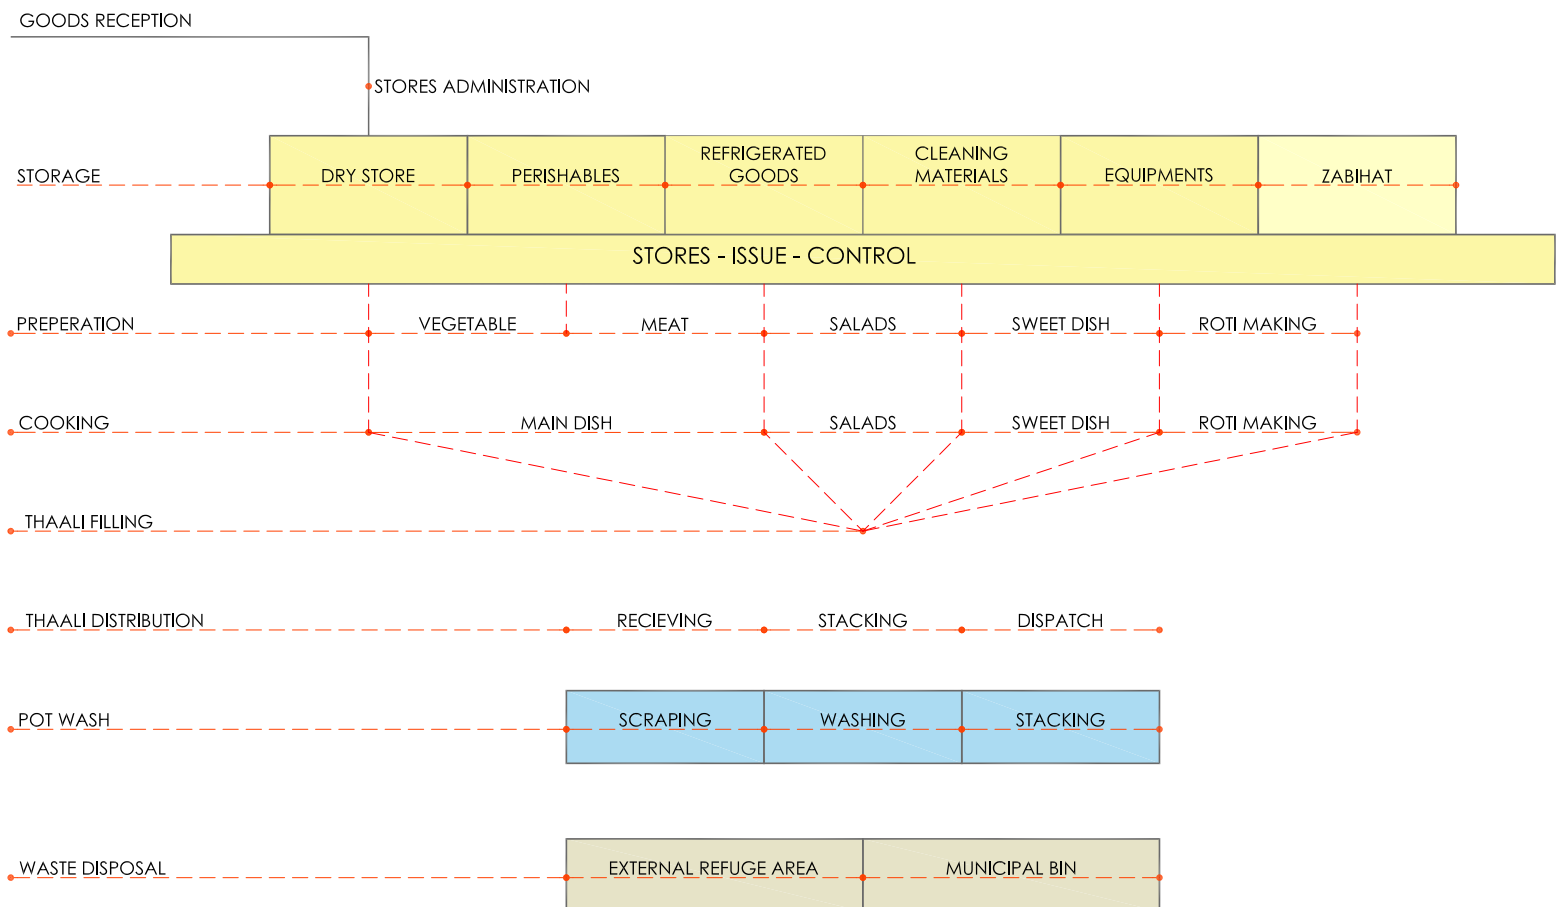 GOODS RECEPTION
STORES ADMINISTRATION
STORAGE
DRY STORE
PERISHABLES
REFRIGERATED
GOODS
CLEANING
MATERIALS
EQUIPMENTS
ZABIHAT
STORES - ISSUE - CONTROL
PREPERATION
VEGETABLE
MEAT
SALADS
SWEET DISH
ROTI MAKING
COOKING
MAIN DISH
SALADS
SWEET DISH
ROTI MAKING
THAALI FILLING
THAALI DISTRIBUTION
RECIEVING
STACKING
DISPATCH
POT WASH
SCRAPING
WASHING
STACKING
WASTE DISPOSAL
EXTERNAL REFUGE AREA
MUNICIPAL BIN